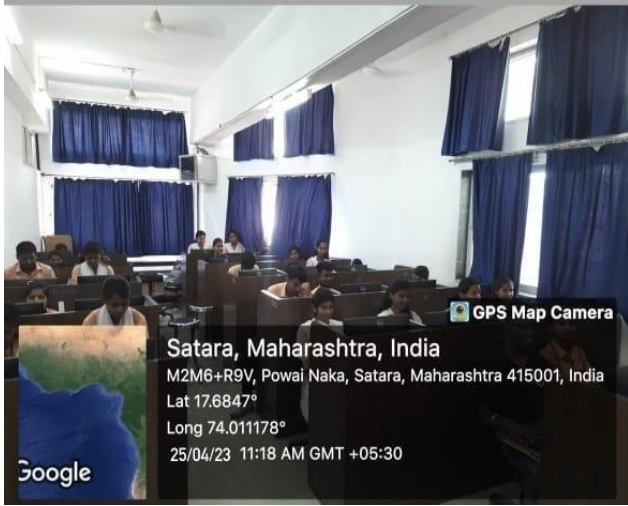 GPS Map Camera
Satara, Maharashtra, India
M2M6+R9V, Powai Naka, Satara, Maharashtra 415001, India
Lat 17.6847°
Long 74.011178°
25/04/23 11:18 AM GMT +05:30
Google